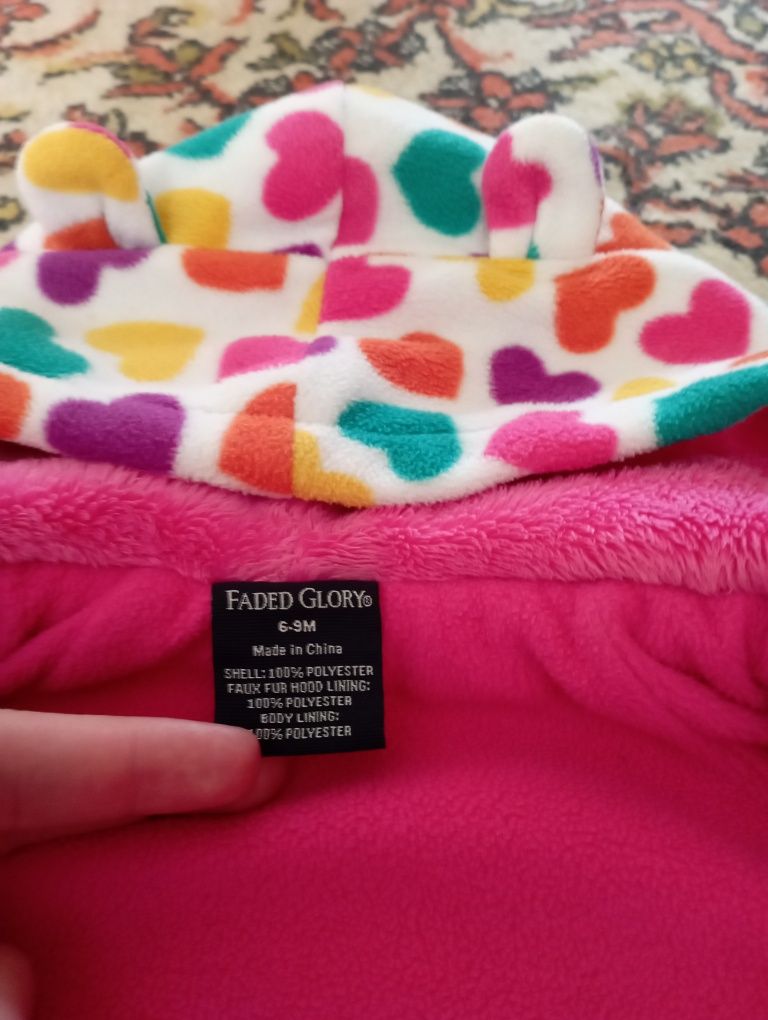 FADED GLORY®
6-9M
Made in China
SHELL: 100% POLYESTER
FAUX FUR HOOD LINING:
100% POLYESTER
BODY LINING:
100% POLYESTER